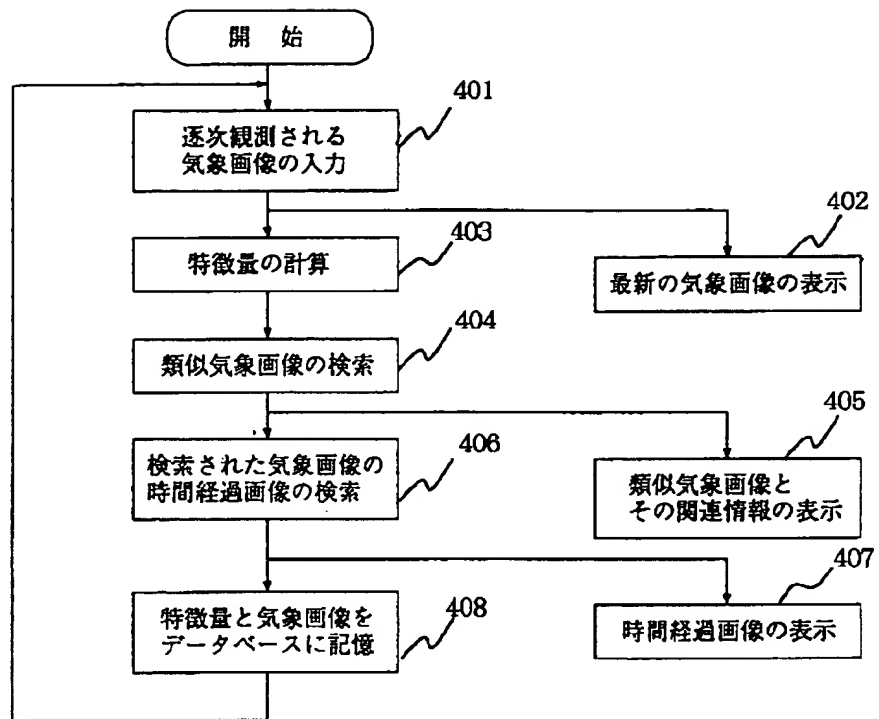 開 始
401
逐次観測される
気象画像の入力
402
403
特徴量の計算
最新の気象画像の表示
404
類似気象画像の検索
405
406
検索された気象画像の
時間経過画像の検索
類似気象画像と
その関連情報の表示
407
408
特徴量と気象画像を
データベースに記憶
時間経過画像の表示